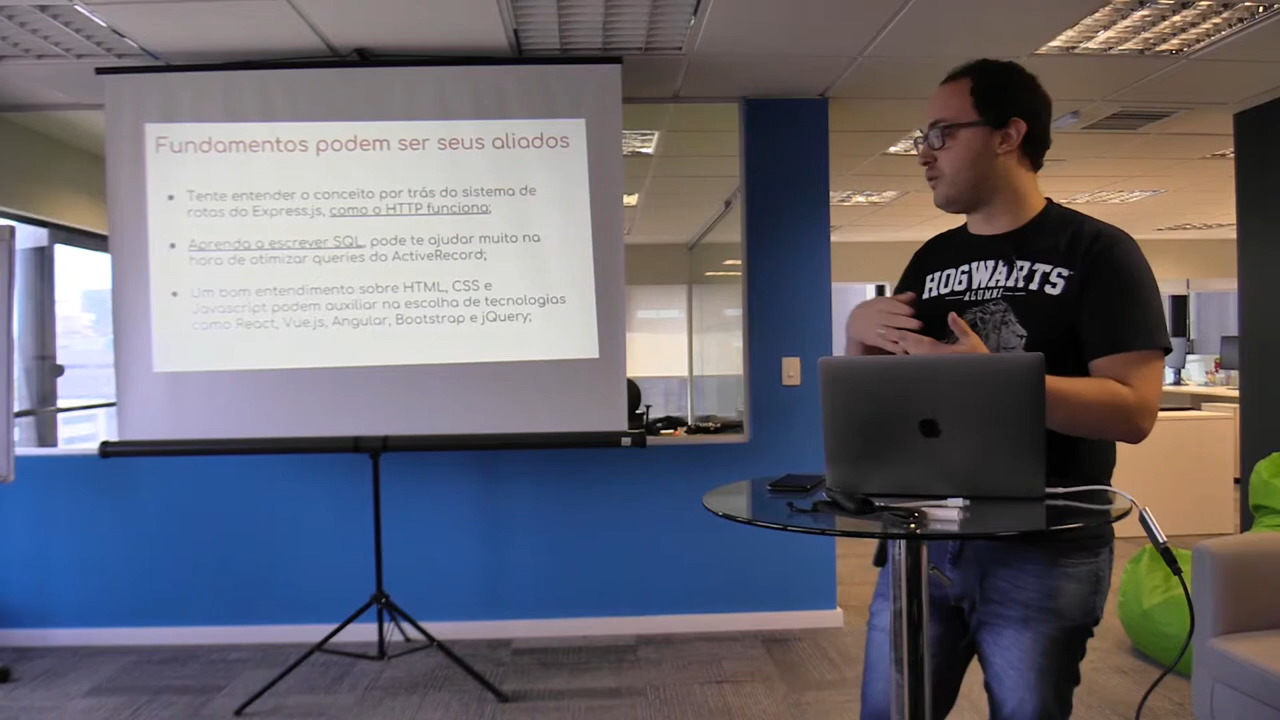 Fundamentos podem ser seus aliados
Tente entender o conceito por trás do sistema de
rotas do Express.js, como o HTTP funciona;
Aprenda a escrever SQL, pode te ajudar muito na
hora de otimizar queries do ActiveRecord;
Um bom entendimento sobre HTML, CSS e
Javascript podem auxiliar na escolha de tecnologias
como React, Vue.js, Angular, Bootstrap e jQuery;
HOGWARTS
ALUMNI